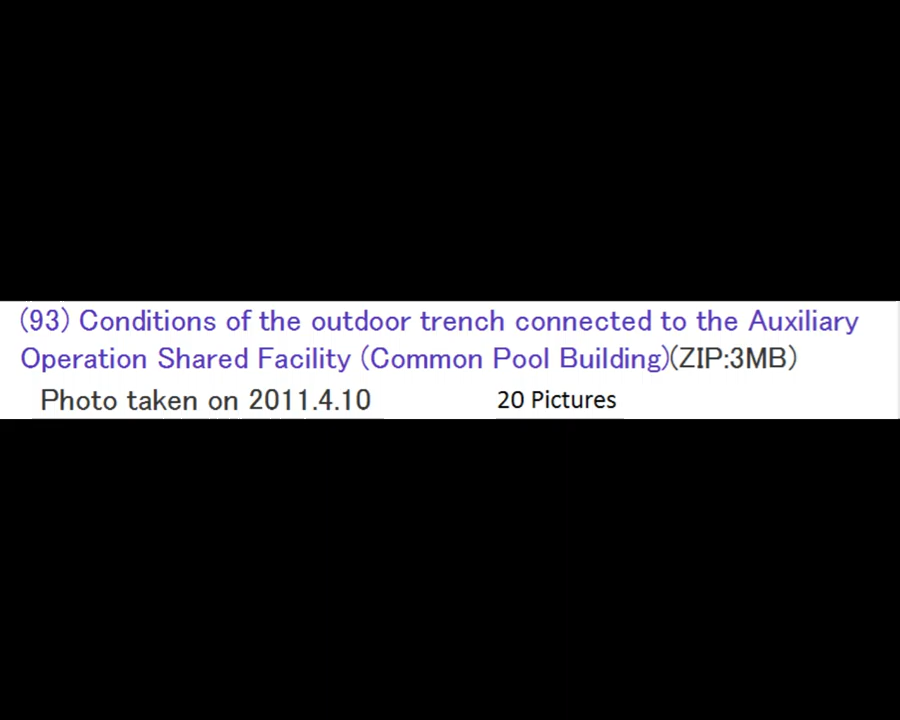 (93) Conditions of the outdoor trench connected to the Auxiliary
Operation Shared Facility (Common Pool Building)(ZIP:3MB)
Photo taken on 2011.4.10 20 Pictures